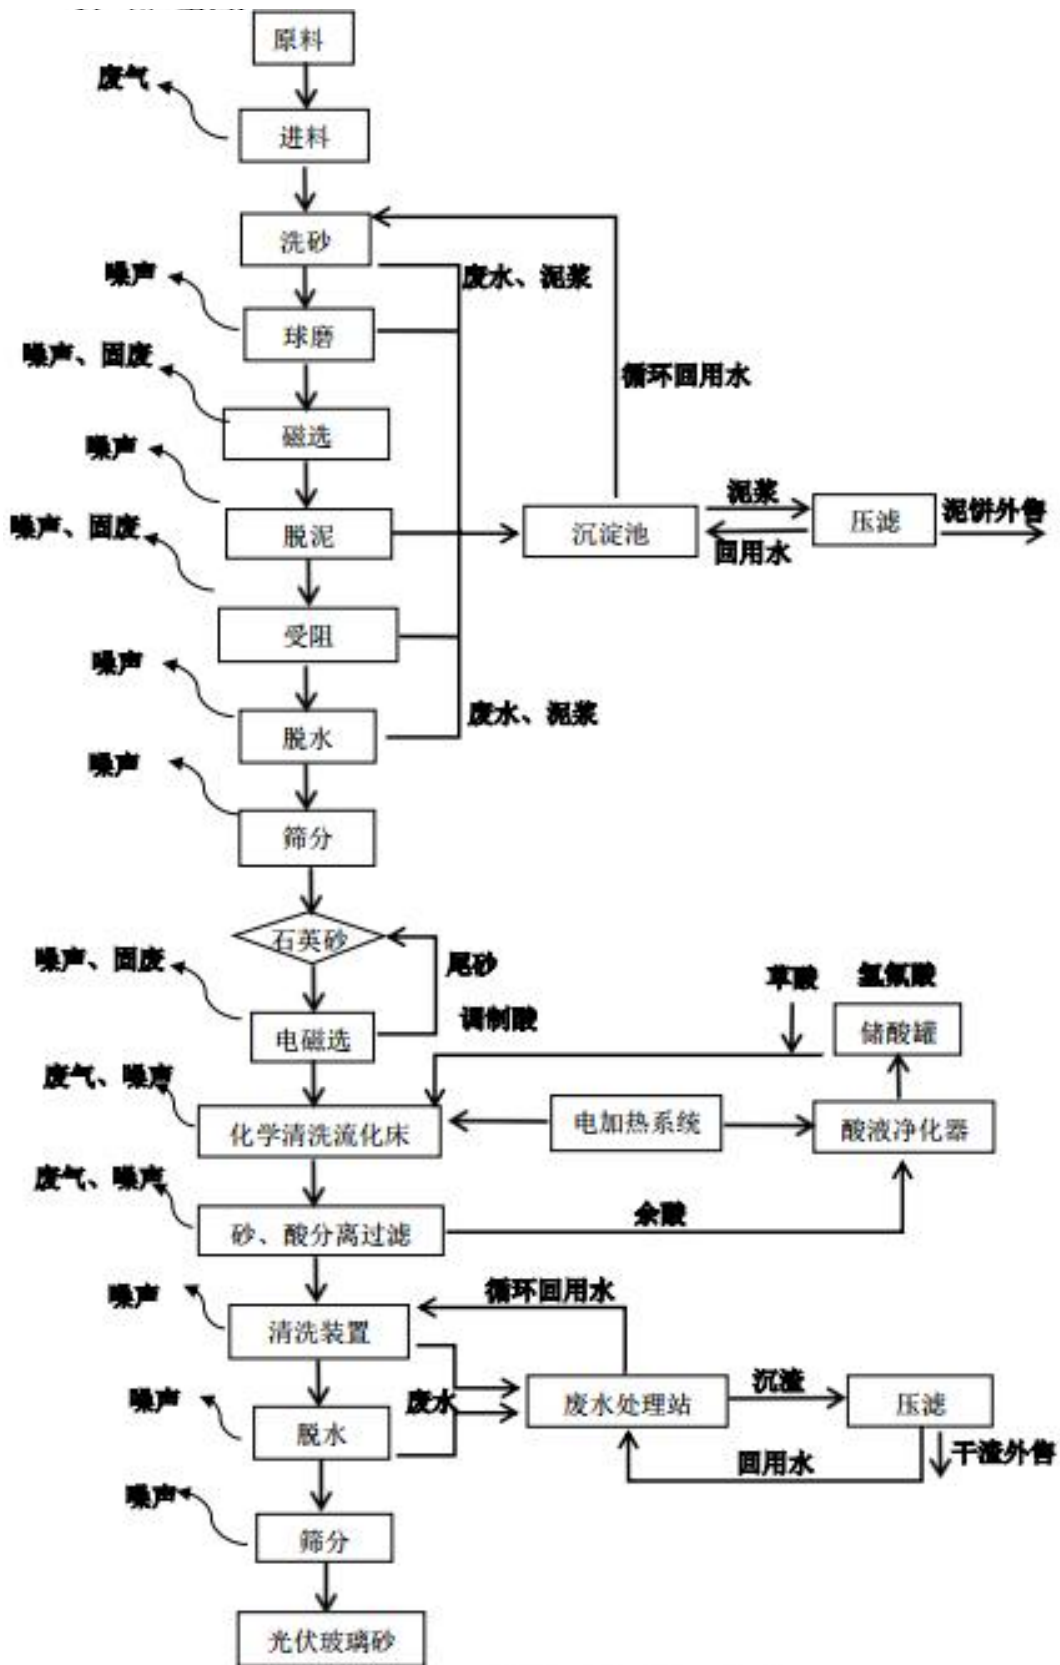 原料
废气
进料
洗砂
废水、泥浆
噪声
球磨
噪声、固废
循环回用水
磁选
噪声
泥浆
泥饼外售
噪声、固废
脱泥
沉淀池
压滤
回用水
受阻
噪声
废水、泥浆
脱水
噪声
筛分
石英砂
尾砂
噪声、固废
草酸
氢氟酸
调制酸
电磁选
储酸罐
废气、噪声
化学清洗流化床
电加热系统
酸液净化器
废气、噪声
余酸
砂、酸分离过滤
噪声
循环回用水
清洗装置
沉渣
噪声
废水
废水处理站
压滤
脱水
回用水
干渣外售
噪声
筛分
光伏玻璃砂